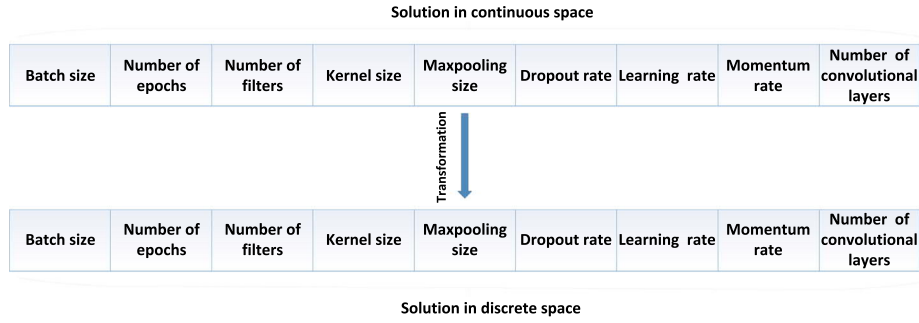 Solution in continuous space
Batch size
Number of
epochs
Number of
filters
Kernel size
Maxpooling
size
Dropout rate
Learning rate
Momentum
rate
Number of
convolutional
layers
Transformation
Batch size
Number of
epochs
Number of
filters
Kernel size
Maxpooling
size
Dropout rate
Learning rate
Momentum
rate
Number of
convolutional
layers
Solution in discrete space